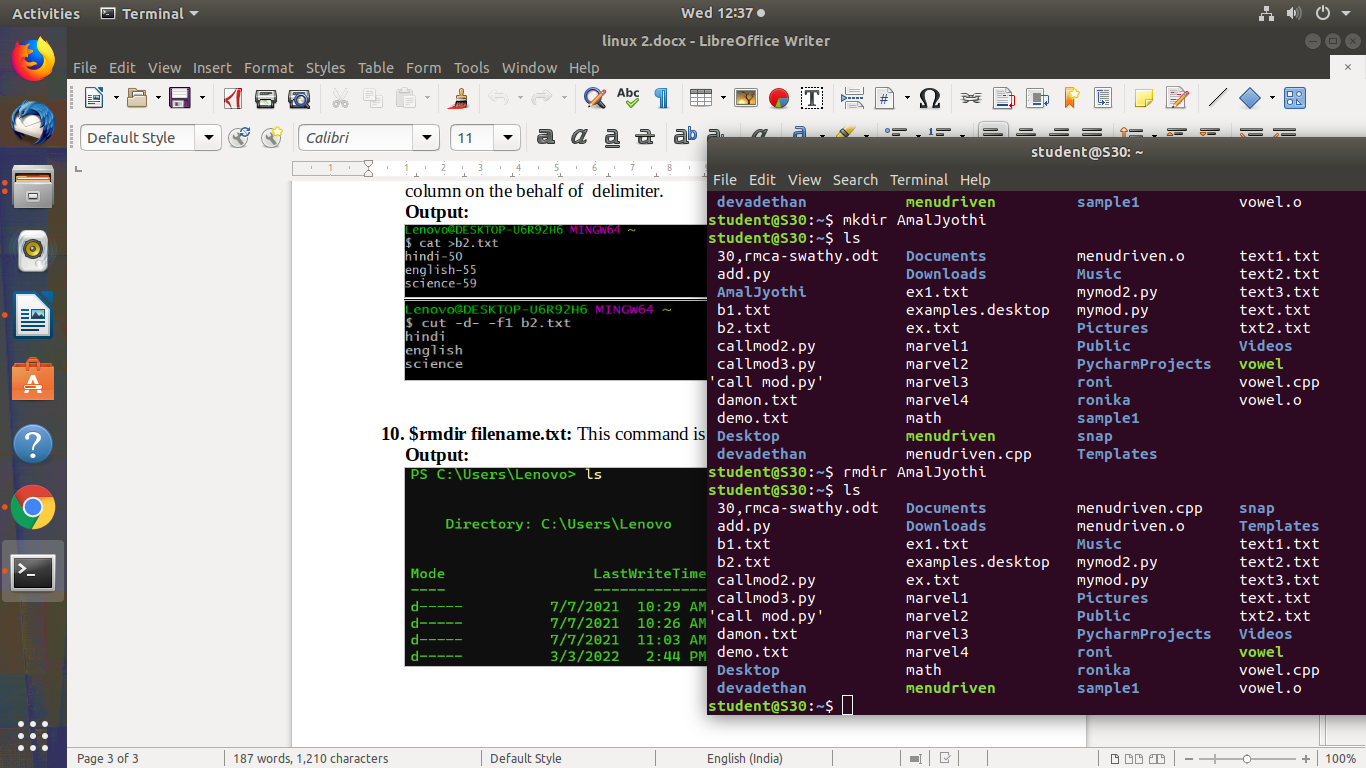 Activities Terminal Wed 12:37
linux 2.docx - LibreOffice Writer
File Edit View Insert Format Styles Table Form Tools Window Help
Default Style Calibri 11
column on the behalf of delimiter.
Output:
Lenovo@DESKTOP-U6R92H6 MINGW64 ~
$ cat >b2.txt
hindi-50
english-55
science-59
Lenovo@DESKTOP-U6R92H6 MINGW64 ~
$ cut -d- -f1 b2.txt
hindi
english
science
10. $rmdir filename.txt: This command is
Output:
PS C:\Users\Lenovo> ls
Directory: C:\Users\Lenovo
Mode LastWriteTime
---- -------------
d----- 7/7/2021 10:29 AM
d----- 7/7/2021 10:26 AM
d----- 7/7/2021 11:03 AM
d----- 3/3/2022 2:44 PM
student@S30: ~
File Edit View Search Terminal Help
devadethan menudriven sample1 vowel.o
student@S30:~$ mkdir AmalJyothi
student@S30:~$ ls
30,rmca-swathy.odt Documents menudriven.o text1.txt
add.py Downloads Music text2.txt
AmalJyothi ex1.txt mymod2.py text3.txt
b1.txt examples.desktop mymod.py text.txt
b2.txt ex.txt Pictures txt2.txt
callmod2.py marvel1 Public Videos
callmod3.py marvel2 PycharmProjects vowel
'call mod.py' marvel3 roni vowel.cpp
damon.txt marvel4 ronika vowel.o
demo.txt math sample1
Desktop menudriven snap
devadethan menudriven.cpp Templates
student@S30:~$ rmdir AmalJyothi
student@S30:~$ ls
30,rmca-swathy.odt Documents menudriven.cpp snap
add.py Downloads menudriven.o Templates
b1.txt ex1.txt Music text1.txt
b2.txt examples.desktop mymod2.py text2.txt
callmod2.py ex.txt mymod.py text3.txt
callmod3.py marvel1 Pictures text.txt
'call mod.py' marvel2 Public txt2.txt
damon.txt marvel3 PycharmProjects Videos
demo.txt marvel4 roni vowel
Desktop math ronika vowel.cpp
devadethan menudriven sample1 vowel.o
student@S30:~$
Page 3 of 3 187 words, 1,210 characters Default Style English (India) 100%